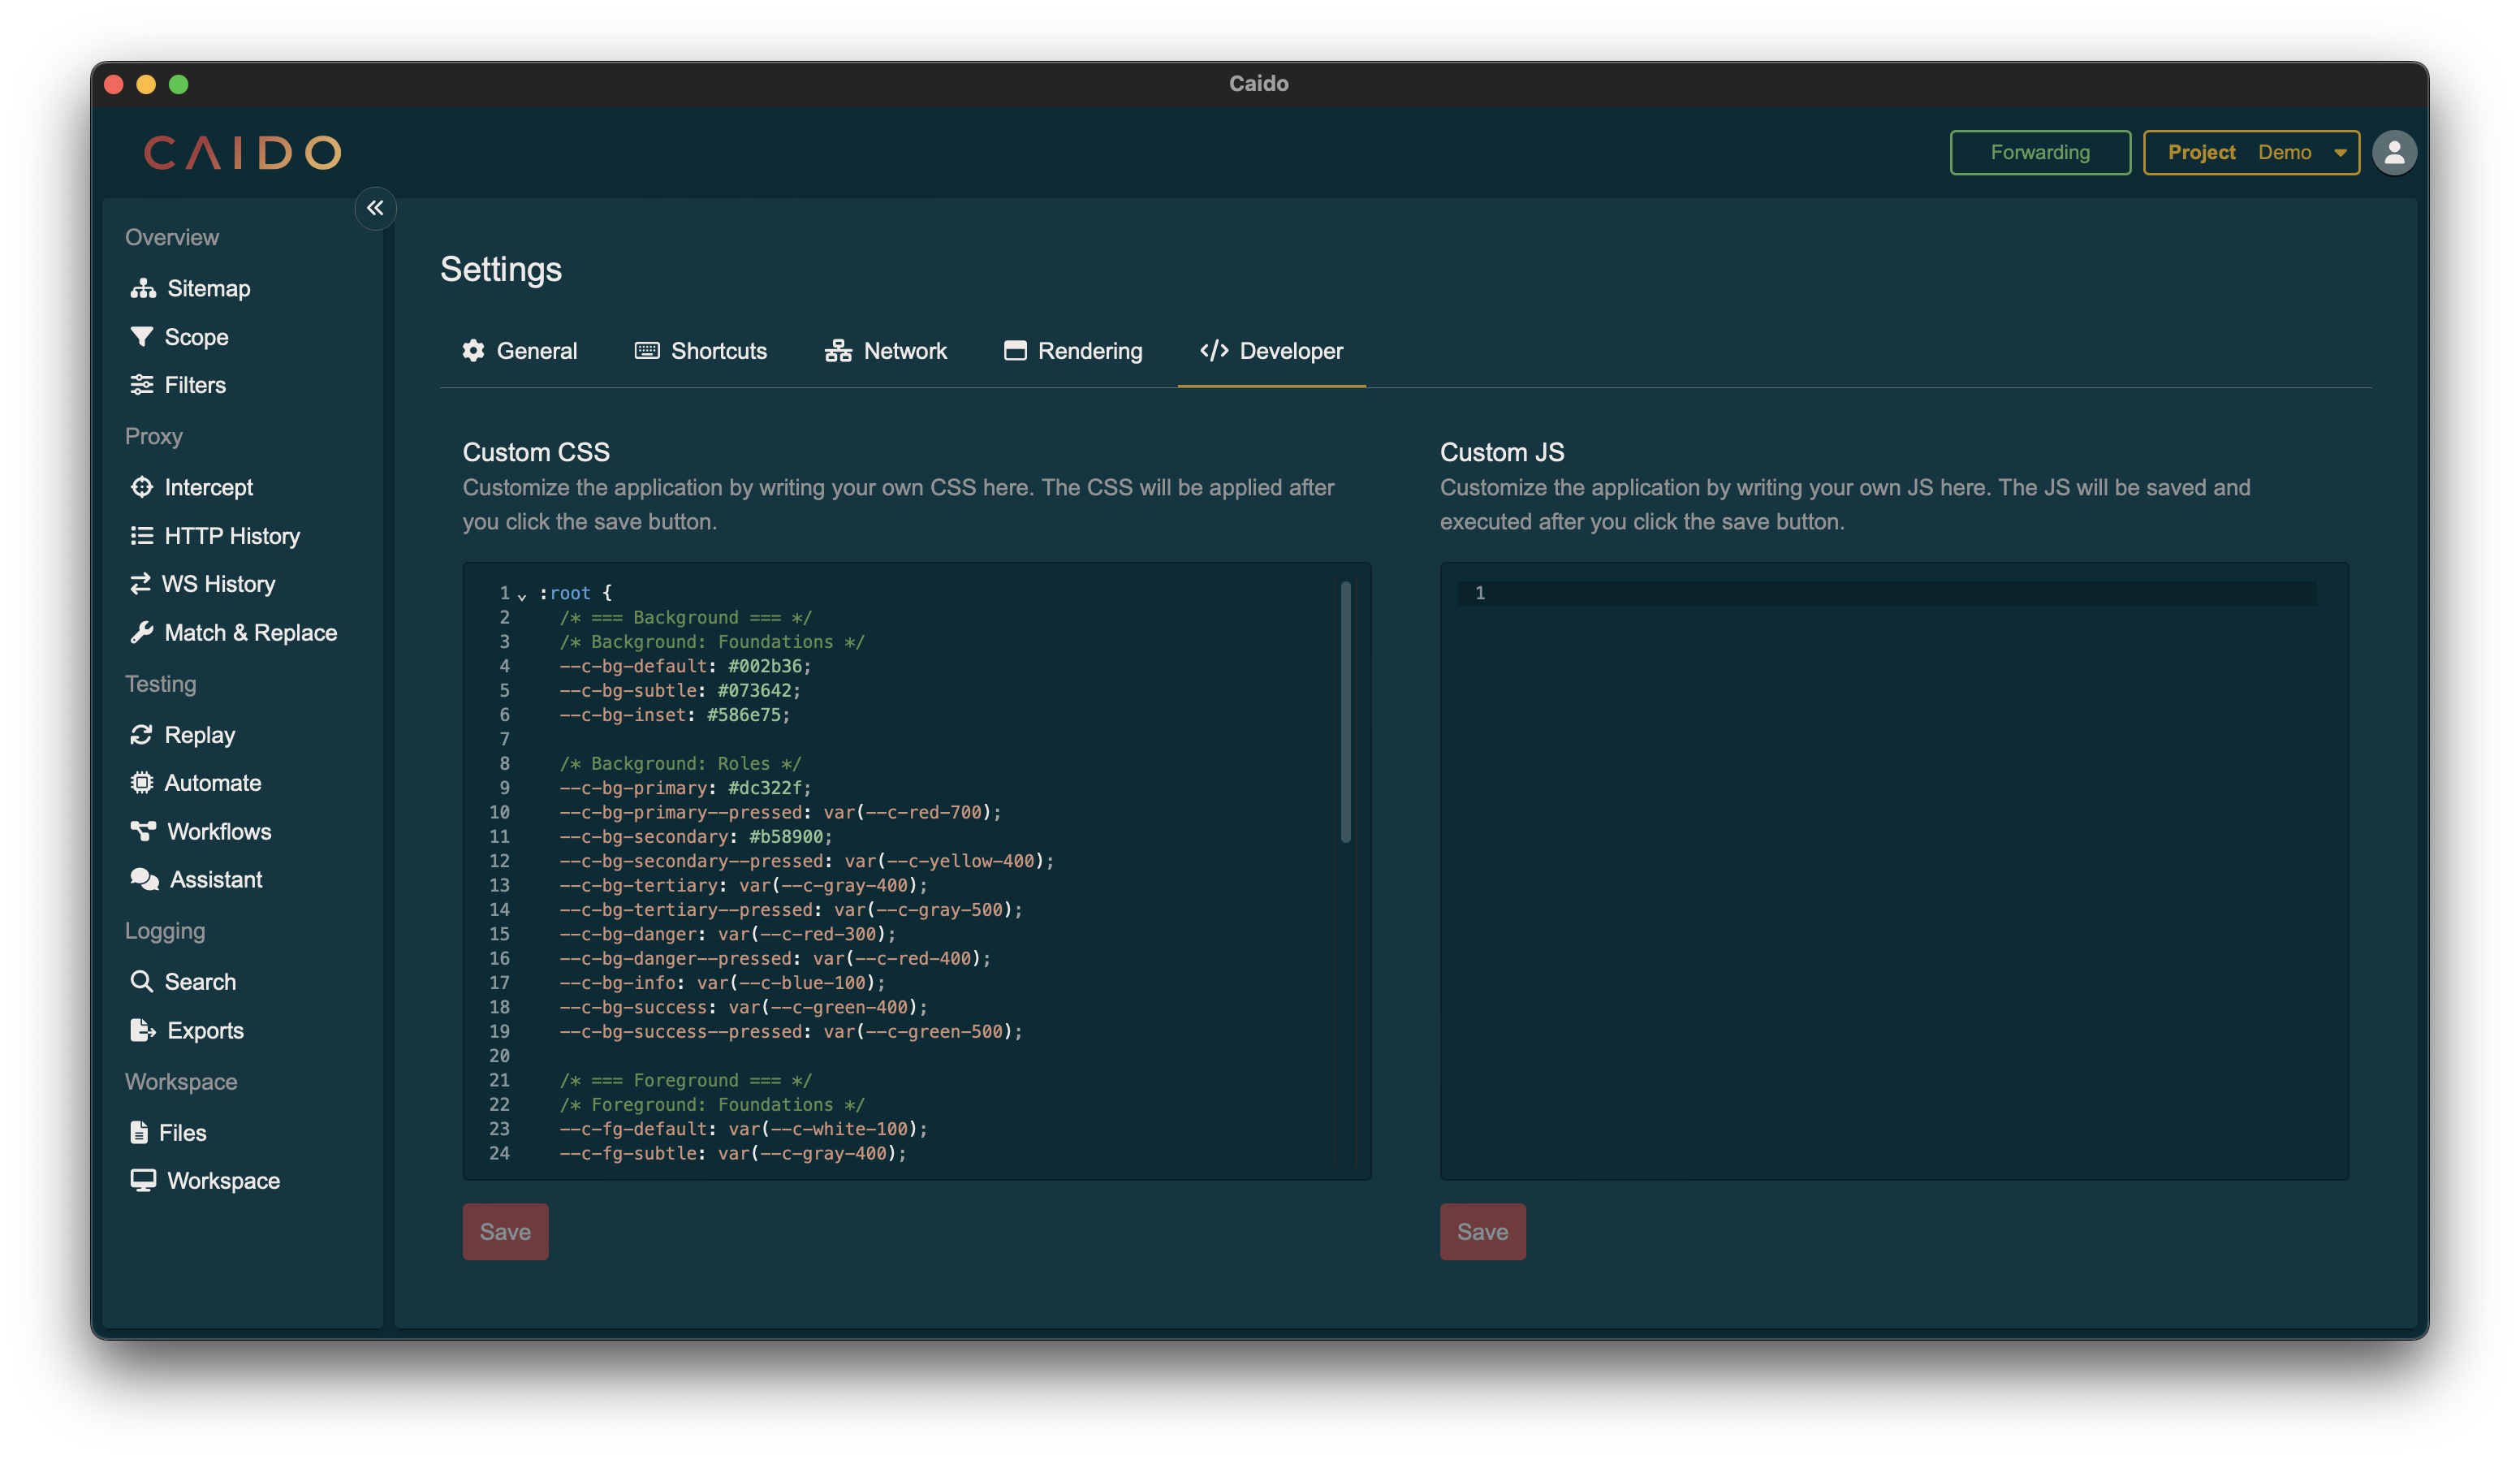 Caido
CAIDO
Forwarding
Project Demo
Overview
Sitemap
Scope
Filters
Proxy
Intercept
HTTP History
WS History
Match & Replace
Testing
Replay
Automate
Workflows
Assistant
Logging
Search
Exports
Workspace
Files
Workspace
Settings
General Shortcuts Network Rendering Developer
Custom CSS
Customize the application by writing your own CSS here. The CSS will be applied after
you click the save button.
1 :root {
2 /* === Background === */
3 /* Background: Foundations */
4 --c-bg-default: #002b36;
5 --c-bg-subtle: #073642;
6 --c-bg-inset: #586e75;
7
8 /* Background: Roles */
9 --c-bg-primary: #dc322f;
10 --c-bg-primary--pressed: var(--c-red-700);
11 --c-bg-secondary: #b58900;
12 --c-bg-secondary--pressed: var(--c-yellow-400);
13 --c-bg-tertiary: var(--c-gray-400);
14 --c-bg-tertiary--pressed: var(--c-gray-500);
15 --c-bg-danger: var(--c-red-300);
16 --c-bg-danger--pressed: var(--c-red-400);
17 --c-bg-info: var(--c-blue-100);
18 --c-bg-success: var(--c-green-400);
19 --c-bg-success--pressed: var(--c-green-500);
20
21 /* === Foreground === */
22 /* Foreground: Foundations */
23 --c-fg-default: var(--c-white-100);
24 --c-fg-subtle: var(--c-gray-400);
Save
Custom JS
Customize the application by writing your own JS here. The JS will be saved and
executed after you click the save button.
1
Save